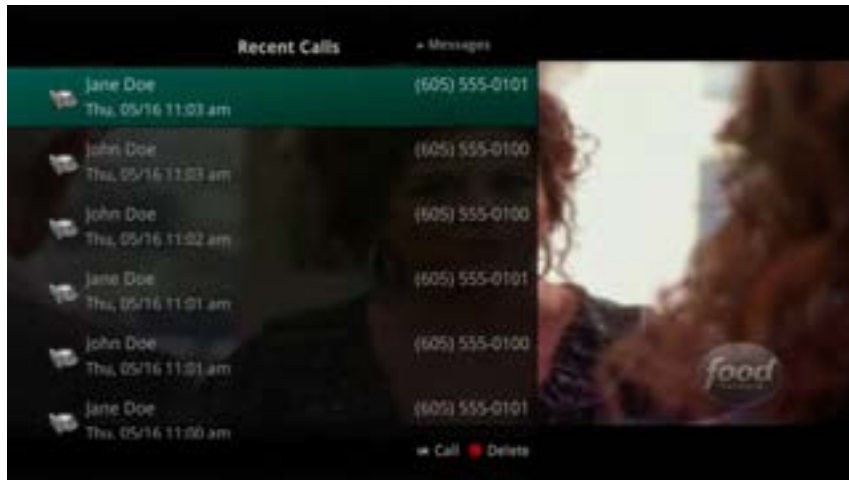 Recent Calls
Messages
Jane Doe (605) 555-0101
Thu, 05/16 11:03 am
John Doe (605) 555-0100
Thu, 05/16 11:03 am
John Doe (605) 555-0100
Thu, 05/16 11:02 am
Jane Doe (605) 555-0101
Thu, 05/16 11:01 am
John Doe (605) 555-0100
Thu, 05/16 11:01 am
food
Jane Doe (605) 555-0101
Thu, 05/16 11:00 am
Call Delete